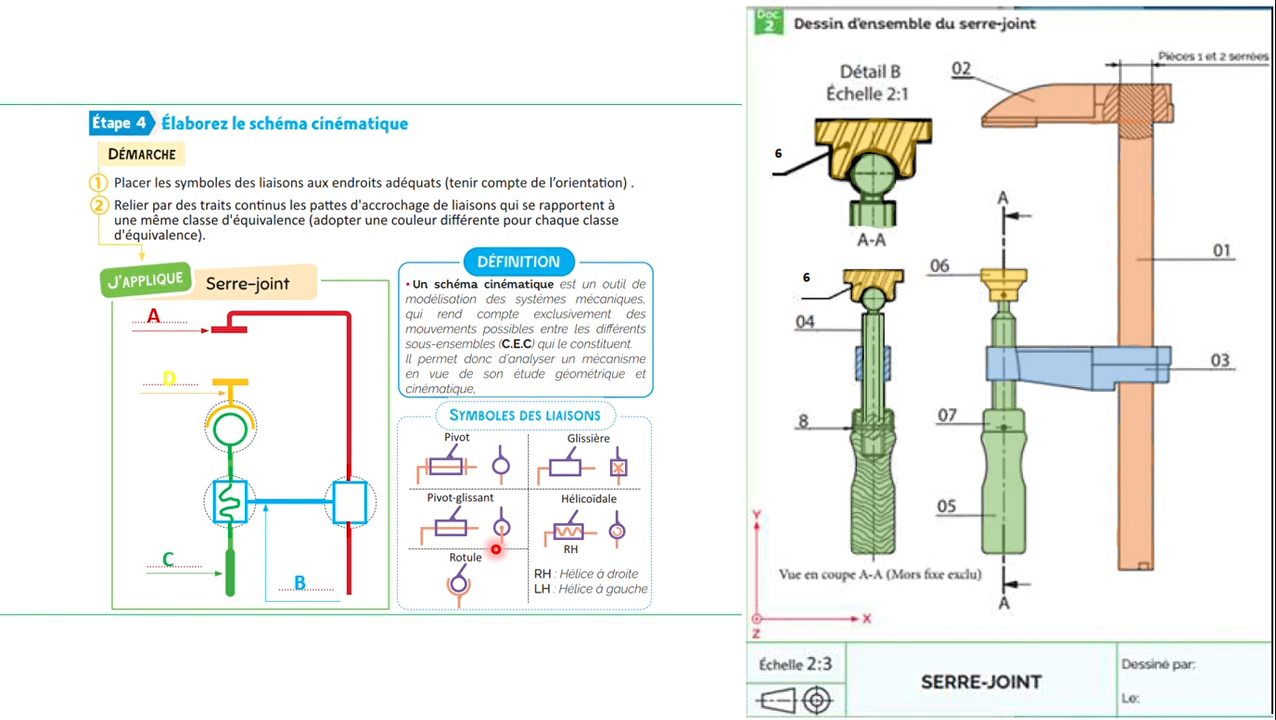 Étape 4 Élaborez le schéma cinématique
DÉMARCHE
1 Placer les symboles des liaisons aux endroits adéquats (tenir compte de l'orientation) .
2 Relier par des traits continus les pattes d'accrochage de liaisons qui se rapportent à
une même classe d'équivalence (adopter une couleur différente pour chaque classe
d'équivalence).
J'APPLIQUE Serre-joint
A
D
C
B
DÉFINITION
• Un schéma cinématique est un outil de
modélisation des systèmes mécaniques,
qui rend compte exclusivement des
mouvements possibles entre les différents
sous-ensembles (C.E.C) qui le constituent.
Il permet donc d'analyser un mécanisme
en vue de son étude géométrique et
cinématique,
SYMBOLES DES LIAISONS
Pivot
Glissière
Pivot-glissant
Hélicoïdale
RH
Rotule
RH : Hélice à droite
LH : Hélice à gauche
Doc. 2 Dessin d'ensemble du serre-joint
Pièces 1 et 2 serrées
Détail B
Échelle 2:1
02
6
A-A
A
01
06
6
04
03
8
07
05
Y
X
Z
Vue en coupe A-A (Mors fixe exclu)
A
Échelle 2:3
SERRE-JOINT
Dessiné par:
Le: